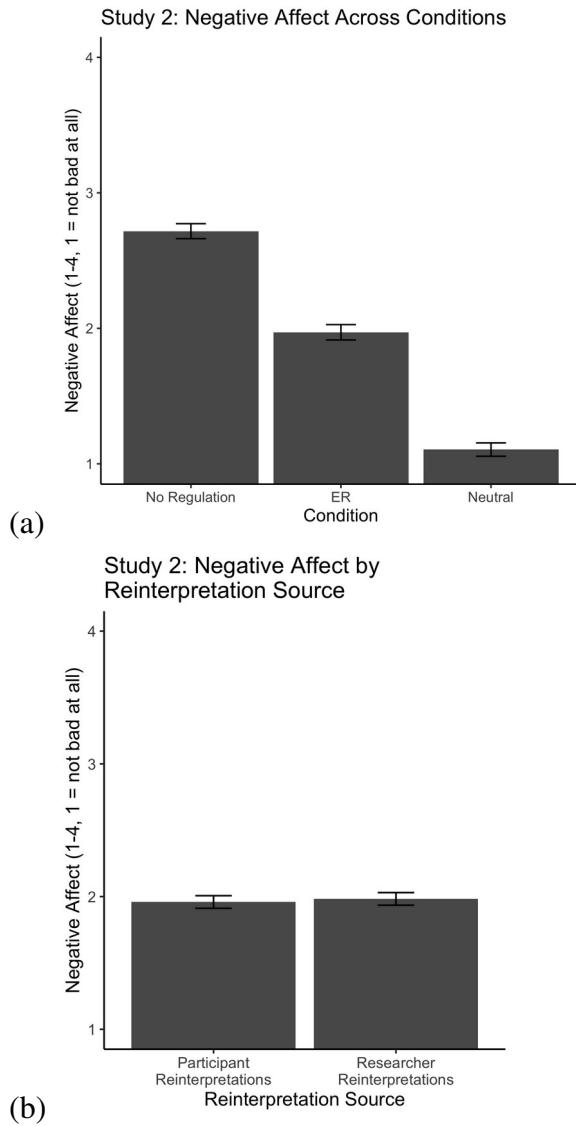 Study 2: Negative Affect Across Conditions
Negative Affect (1-4, 1 = not bad at all)
4
3
2
1
No Regulation ER Neutral
Condition
(a)
Study 2: Negative Affect by
Reinterpretation Source
Negative Affect (1-4, 1 = not bad at all)
4
3
2
1
Participant Researcher
Reinterpretations Reinterpretations
Reinterpretation Source
(b)